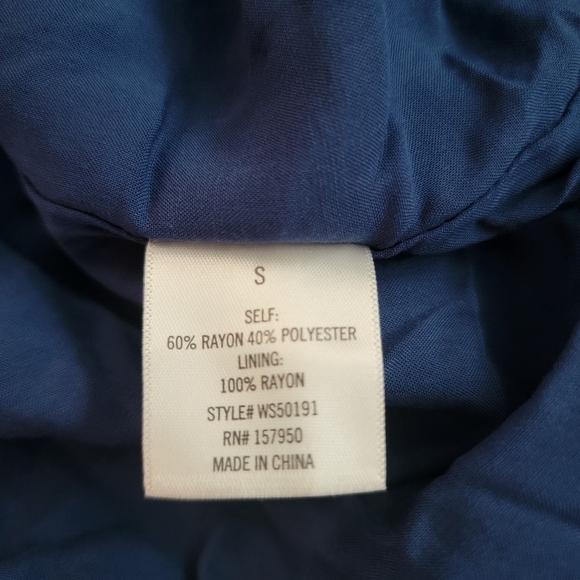 S
SELF:
60% RAYON 40% POLYESTER
LINING:
100% RAYON
STYLE# WS50191
RN# 157950
MADE IN CHINA